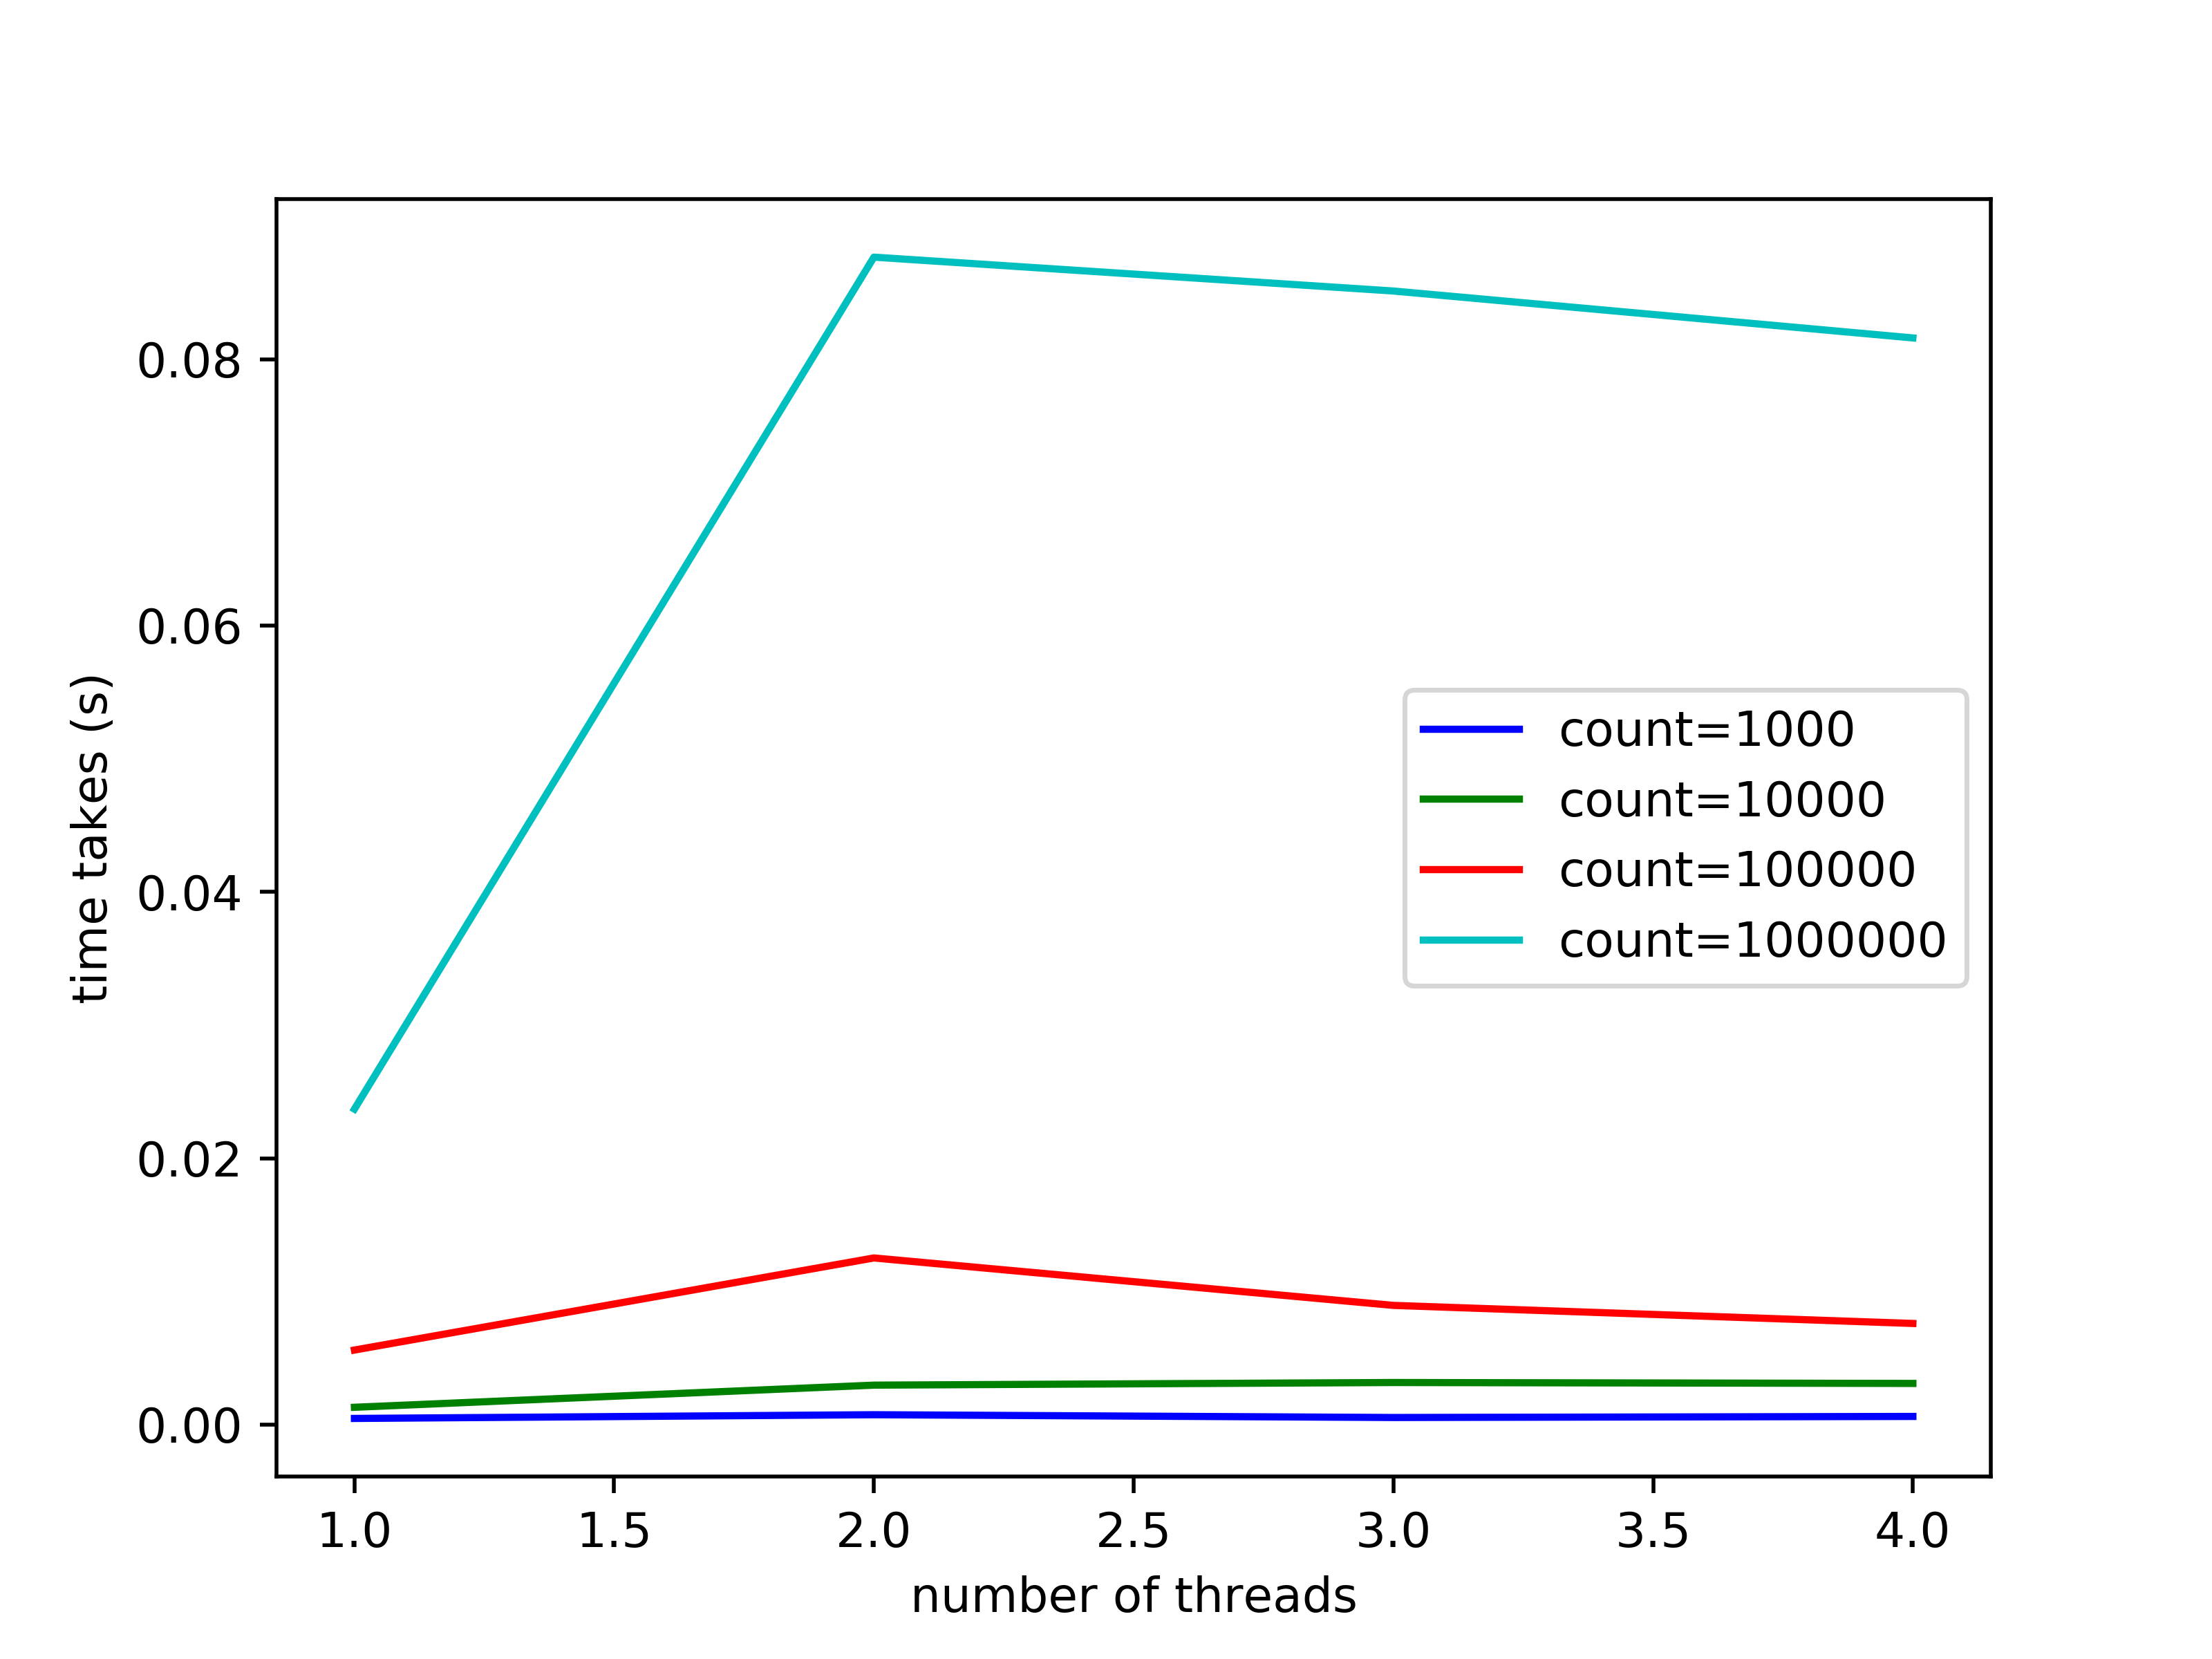 0.08
0.06
0.04
0.02
0.00
time takes (s)
count=1000
count=10000
count=100000
count=1000000
1.0 1.5 2.0 2.5 3.0 3.5 4.0
number of threads